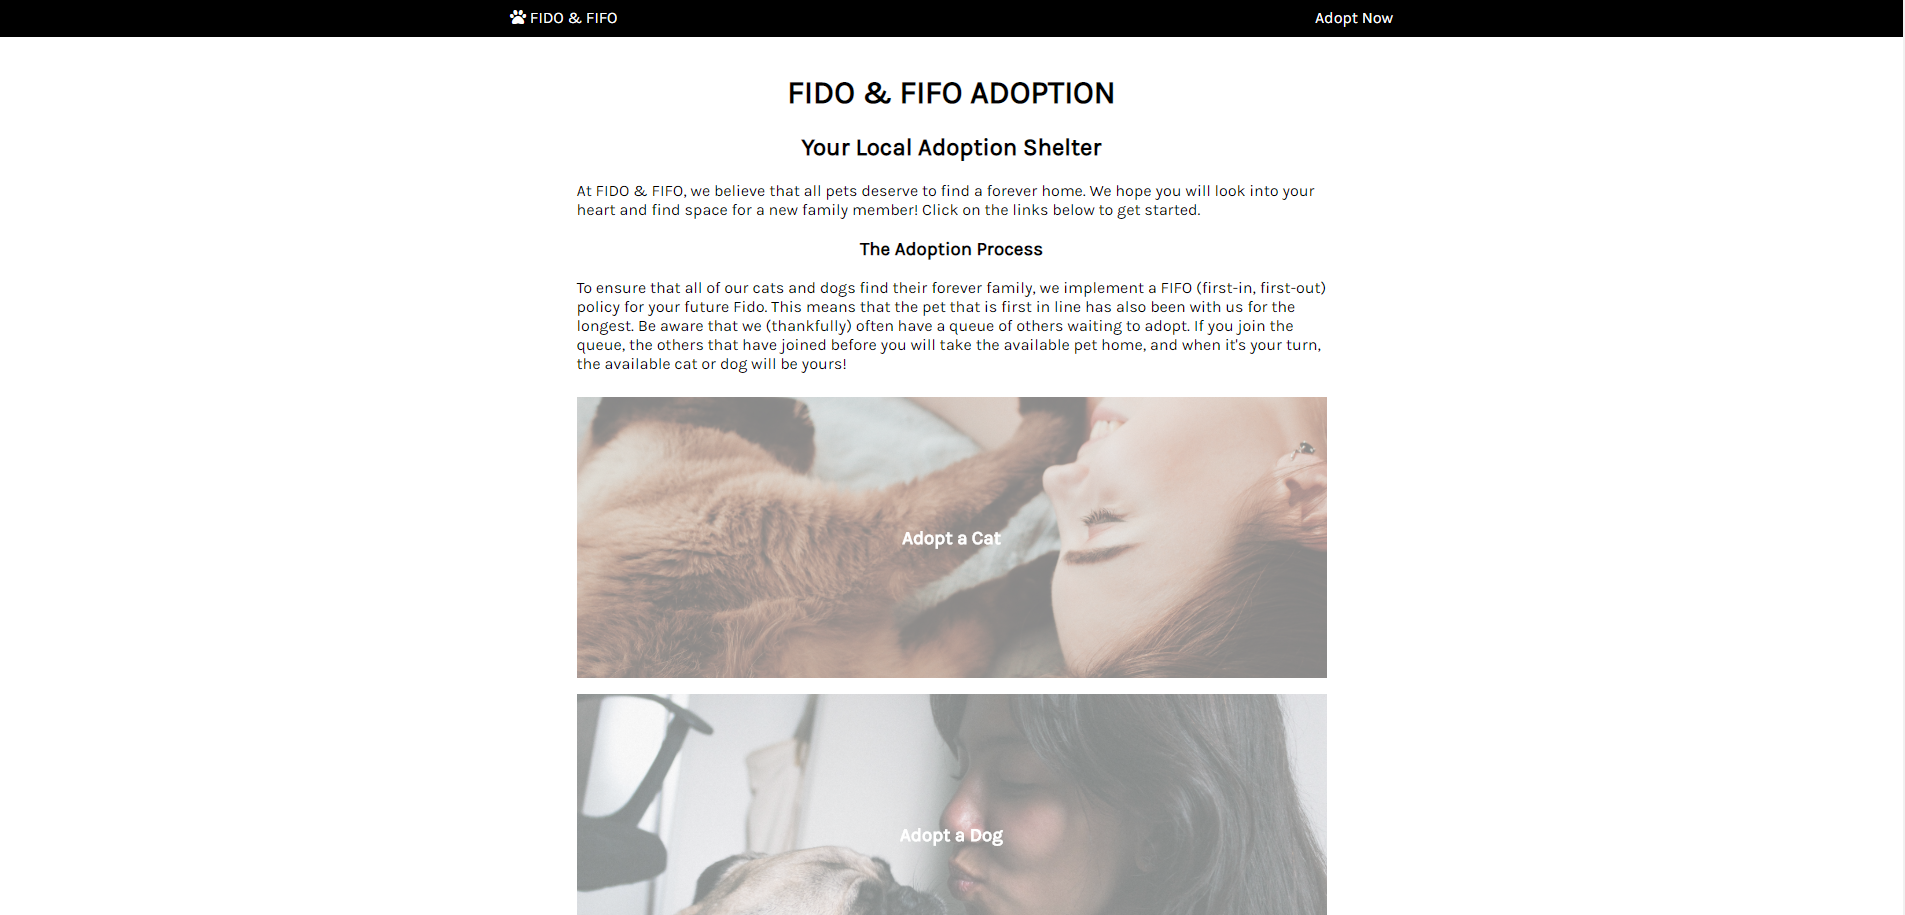 FIDO & FIFO
Adopt Now
FIDO & FIFO ADOPTION
Your Local Adoption Shelter
At FIDO & FIFO, we believe that all pets deserve to find a forever home. We hope you will look into your
heart and find space for a new family member! Click on the links below to get started.
The Adoption Process
To ensure that all of our cats and dogs find their forever family, we implement a FIFO (first-in, first-out)
policy for your future Fido. This means that the pet that is first in line has also been with us for the
longest. Be aware that we (thankfully) often have a queue of others waiting to adopt. If you join the
queue, the others that have joined before you will take the available pet home, and when it's your turn,
the available cat or dog will be yours!
Adopt a Cat
Adopt a Dog